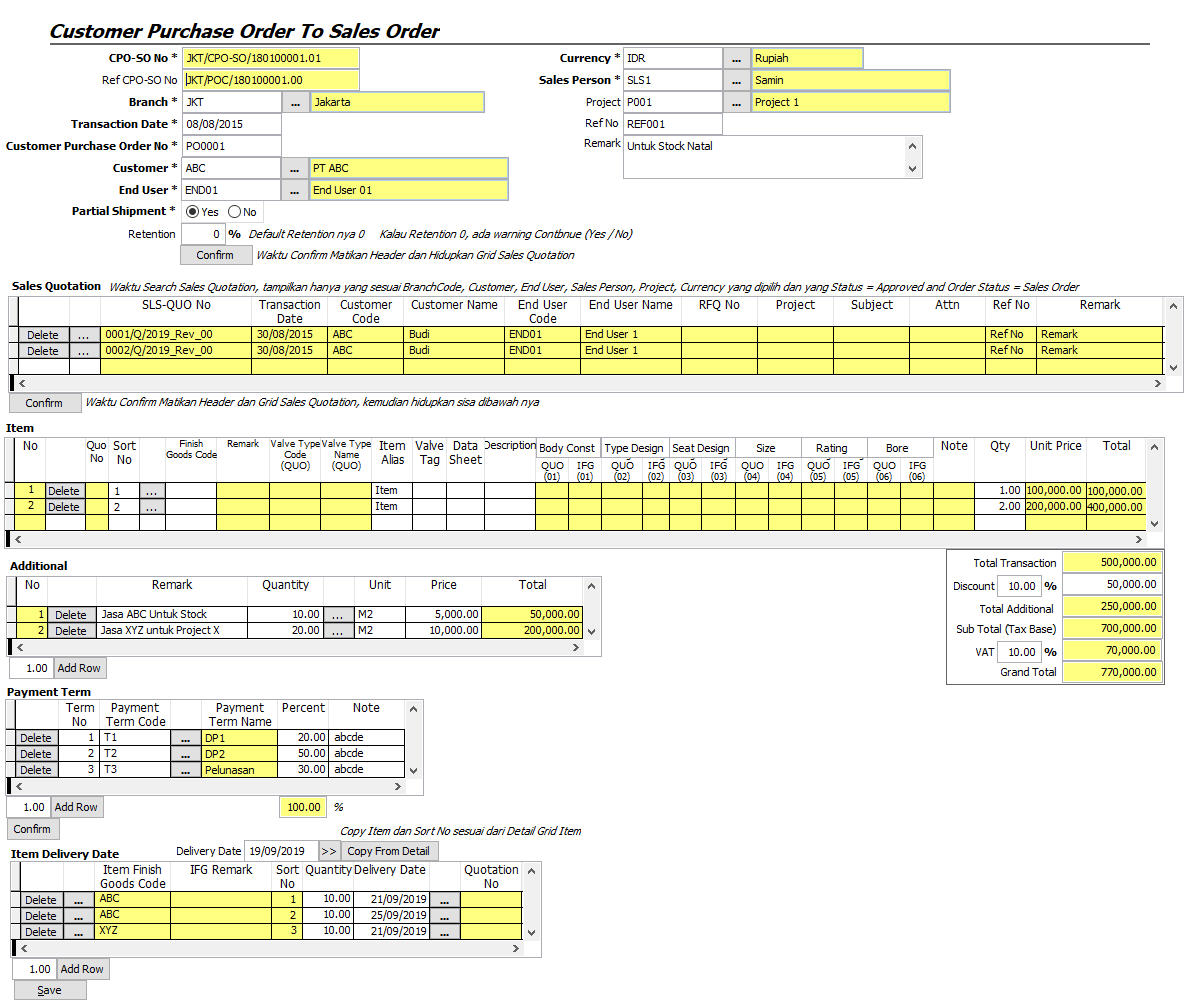 Customer Purchase Order To Sales Order
CPO-SO No * JKT/CPO-SO/180100001.01 Currency * IDR ... Rupiah
Ref CPO-SO No JKT/POC/180100001.00 Sales Person * SLS1 ... Samin
Branch * JKT ... Jakarta Project P001 ... Project 1
Transaction Date * 08/08/2015 Ref No REF001
Customer Purchase Order No * PO0001 Remark Untuk Stock Natal
Customer * ABC ... PT ABC
End User * END01 ... End User 01
Partial Shipment * Yes No
Retention 0 % Default Retention nya 0 Kalau Retention 0, ada warning Contbnue (Yes / No)
Confirm Waktu Confirm Matikan Header dan Hidupkan Grid Sales Quotation
Sales Quotation Waktu Search Sales Quotation, tampilkan hanya yang sesuai BranchCode, Customer, End User, Sales Person, Project, Currency yang dipilih dan yang Status = Approved and Order Status = Sales Order
SLS-QUO No Transaction Date Customer Code Customer Name End User Code End User Name RFQ No Project Subject Attn Ref No Remark
Delete ... 0001/Q/2019_Rev_00 30/08/2015 ABC Budi END01 End User 1 Ref No Remark
Delete ... 0002/Q/2019_Rev_00 30/08/2015 ABC Budi END01 End User 1 Ref No Remark
Confirm Waktu Confirm Matikan Header dan Grid Sales Quotation, kemudian hidupkan sisa dibawah nya
Item
No Quo No Sort No Finish Goods Code Remark Valve Type Code (QUO) Valve Type Name (QUO) Item Alias Valve Tag Data Sheet Description Body Const Type Design Seat Design Size Rating Bore Note Qty Unit Price Total
QUO (01) IFG (01) QUO (02) IFG (02) QUO (03) IFG (03) QUO (04) IFG (04) QUO (05) IFG (05) QUO (06) IFG (06)
1 Delete 1 ... Item 1.00 100,000.00 100,000.00
2 Delete 2 ... Item 2.00 200,000.00 400,000.00
Additional
No Remark Quantity Unit Price Total
1 Delete Jasa ABC Untuk Stock 10.00 ... M2 5,000.00 50,000.00
2 Delete Jasa XYZ untuk Project X 20.00 ... M2 10,000.00 200,000.00
1.00 Add Row
Total Transaction 500,000.00
Discount 10.00 % 50,000.00
Total Additional 250,000.00
Sub Total (Tax Base) 700,000.00
VAT 10.00 % 70,000.00
Grand Total 770,000.00
Payment Term
Term No Payment Term Code Payment Term Name Percent Note
Delete 1 T1 ... DP1 20.00 abcde
Delete 2 T2 ... DP2 50.00 abcde
Delete 3 T3 ... Pelunasan 30.00 abcde
1.00 Add Row 100.00 %
Confirm
Copy Item dan Sort No sesuai dari Detail Grid Item
Item Delivery Date Delivery Date 19/09/2019 >> Copy From Detail
Item Finish Goods Code IFG Remark Sort No Quantity Delivery Date Quotation No
Delete ... ABC 1 10.00 21/09/2019 ...
Delete ... ABC 2 10.00 25/09/2019 ...
Delete ... XYZ 3 10.00 21/09/2019 ...
1.00 Add Row
Save